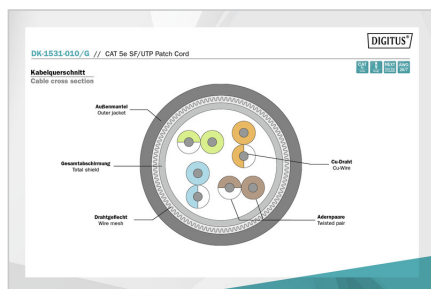 DIGITUS®
DK-1531-010/G // CAT 5e SF/UTP Patch Cord
Kabelquerschnitt
Cable cross section
Außenmantel
Outer jacket
Gesamtabschirmung
Total shield
Drahtgeflecht
Wire mesh
Cu-Draht
Cu-Wire
Adernpaare
Twisted pair